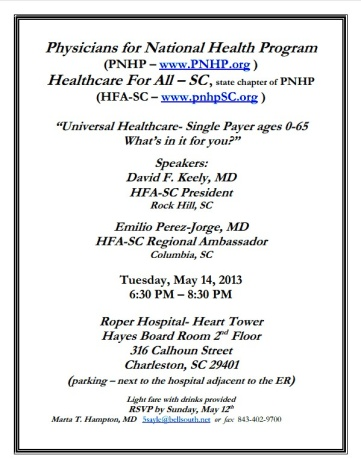 Physicians for National Health Program
(PNHP – www.PNHP.org )
Healthcare For All – SC, state chapter of PNHP
(HFA-SC – www.pnhpSC.org )
“Universal Healthcare- Single Payer ages 0-65
What’s in it for you?”
Speakers:
David F. Keely, MD
HFA-SC President
Rock Hill, SC
Emilio Perez-Jorge, MD
HFA-SC Regional Ambassador
Columbia, SC
Tuesday, May 14, 2013
6:30 PM – 8:30 PM
Roper Hospital- Heart Tower
Hayes Board Room 2nd Floor
316 Calhoun Street
Charleston, SC 29401
(parking – next to the hospital adjacent to the ER)
Light fare with drinks provided
RSVP by Sunday, May 12th
Marta T. Hampton, MD 5sayle@bellsouth.net or fax 843-402-9700